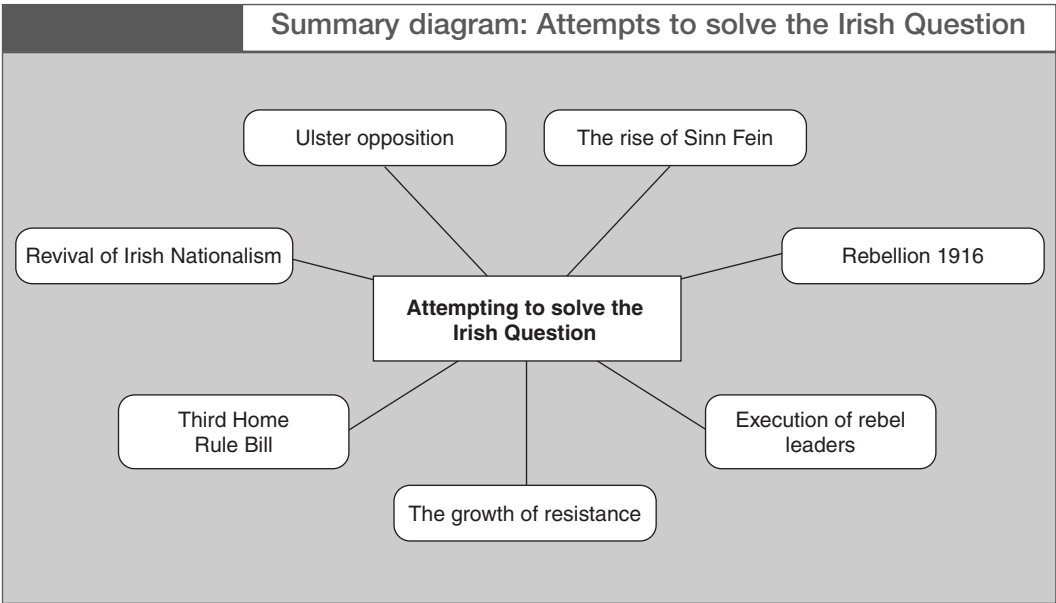 Summary diagram: Attempts to solve the Irish Question
Ulster opposition
The rise of Sinn Fein
Revival of Irish Nationalism
Rebellion 1916
Attempting to solve the
Irish Question
Third Home
Rule Bill
Execution of rebel
leaders
The growth of resistance